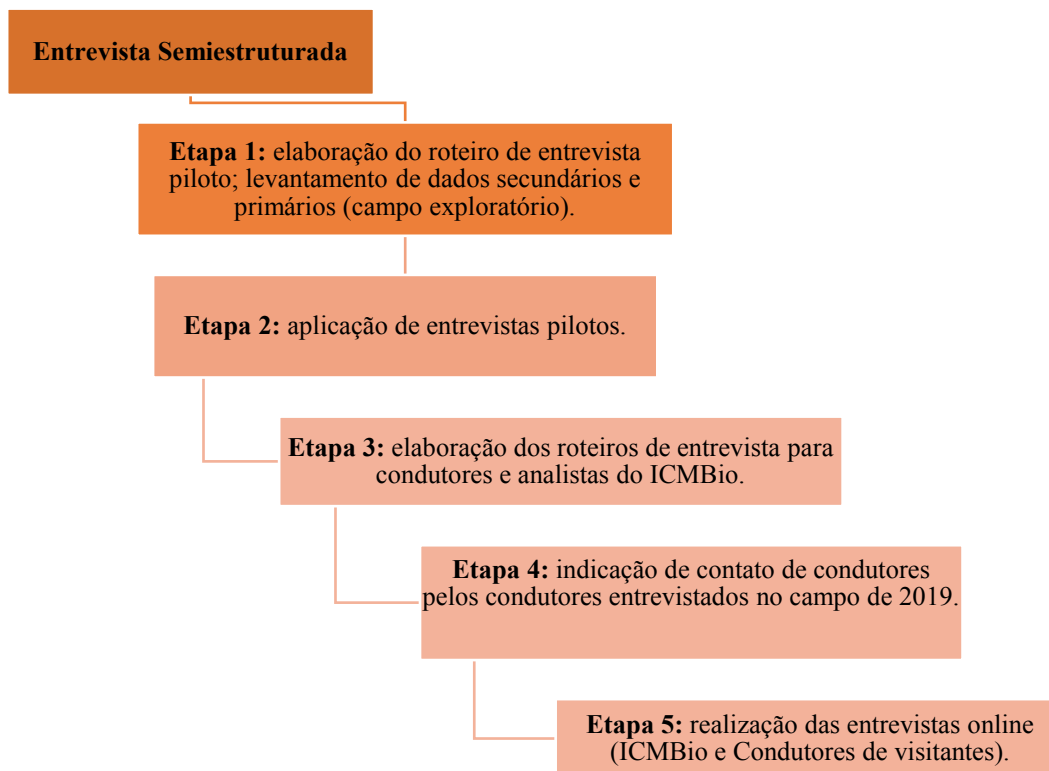 Entrevista Semiestruturada
Etapa 1: elaboração do roteiro de entrevista
piloto; levantamento de dados secundários e
primários (campo exploratório).
Etapa 2: aplicação de entrevistas pilotos.
Etapa 3: elaboração dos roteiros de entrevista para
condutores e analistas do ICMBio.
Etapa 4: indicação de contato de condutores
pelos condutores entrevistados no campo de 2019.
Etapa 5: realização das entrevistas online
(ICMBio e Condutores de visitantes).